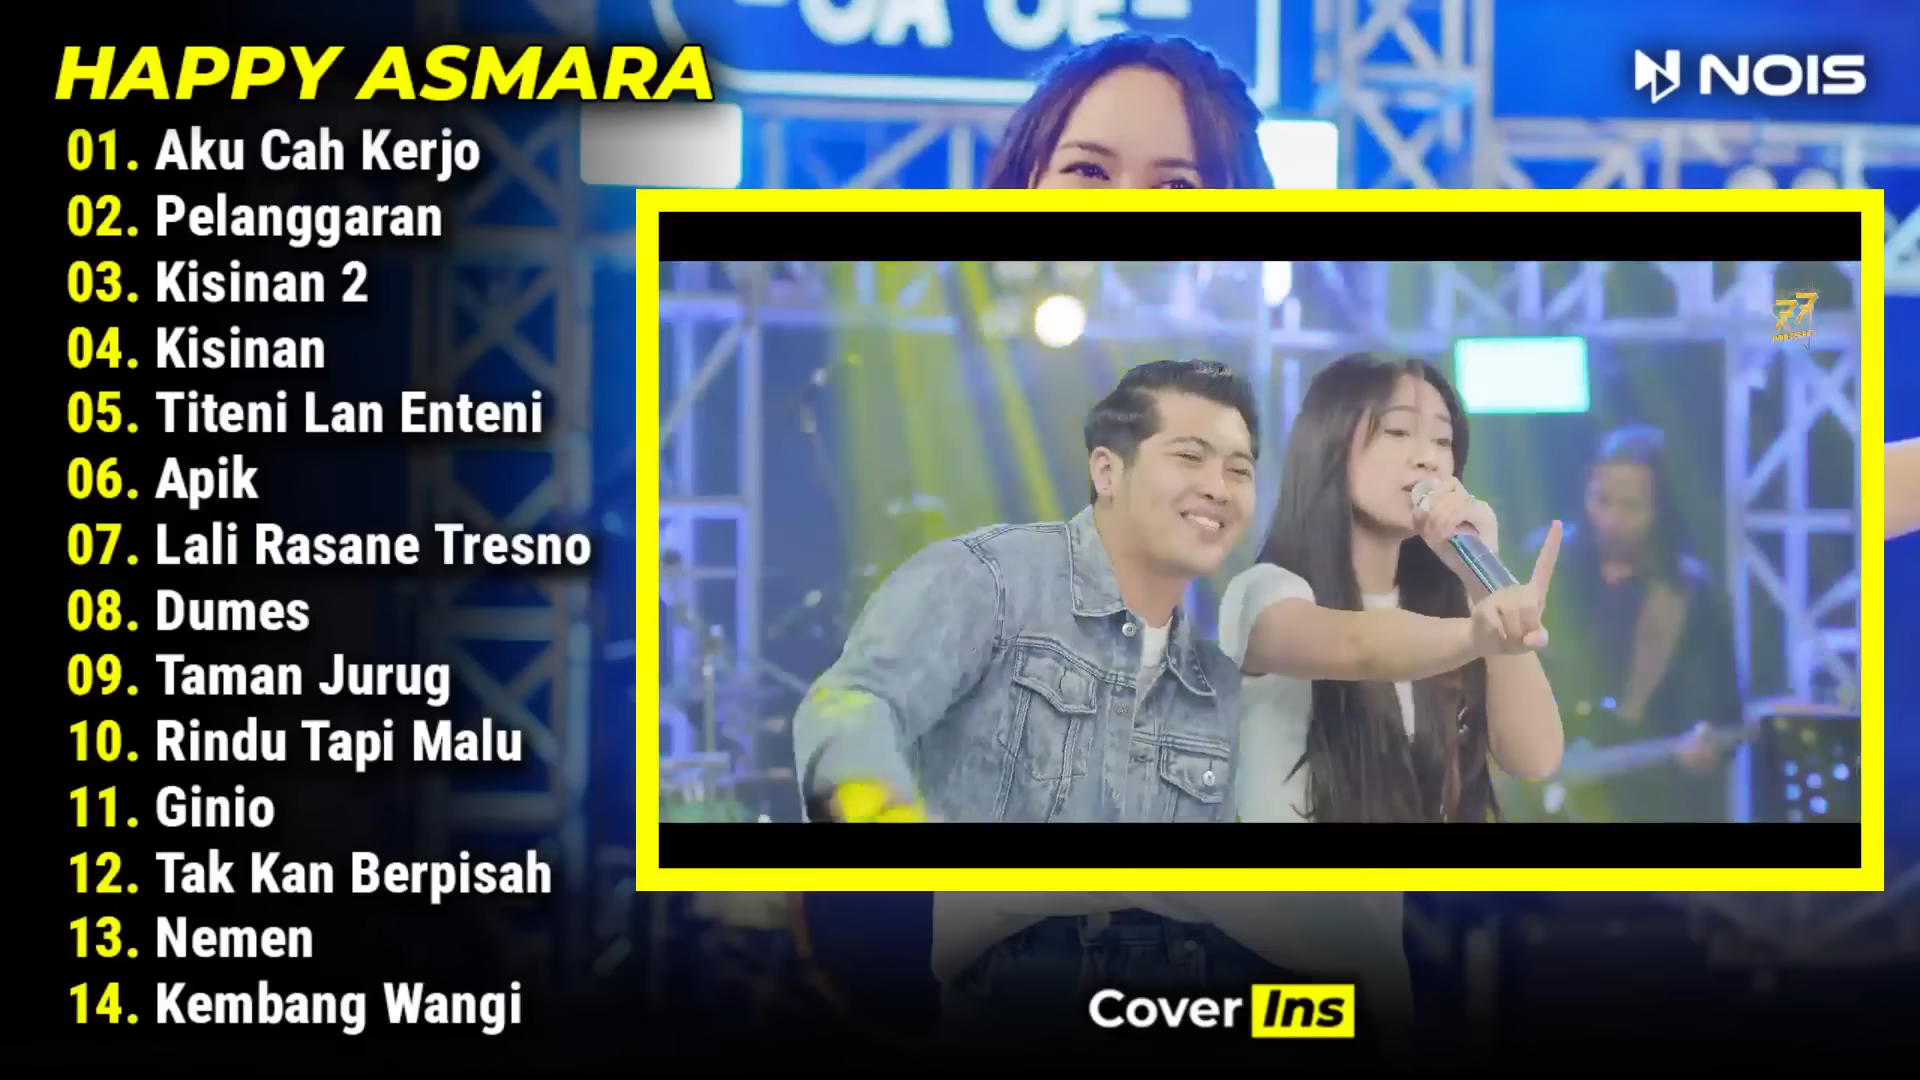 HAPPY ASMARA
01. Aku Cah Kerjo
02. Pelanggaran
03. Kisinan 2
04. Kisinan
05. Titeni Lan Enteni
06. Apik
07. Lali Rasane Tresno
08. Dumes
09. Taman Jurug
10. Rindu Tapi Malu
11. Ginio
12. Tak Kan Berpisah
13. Nemen
14. Kembang Wangi
NOIS
Cover Ins